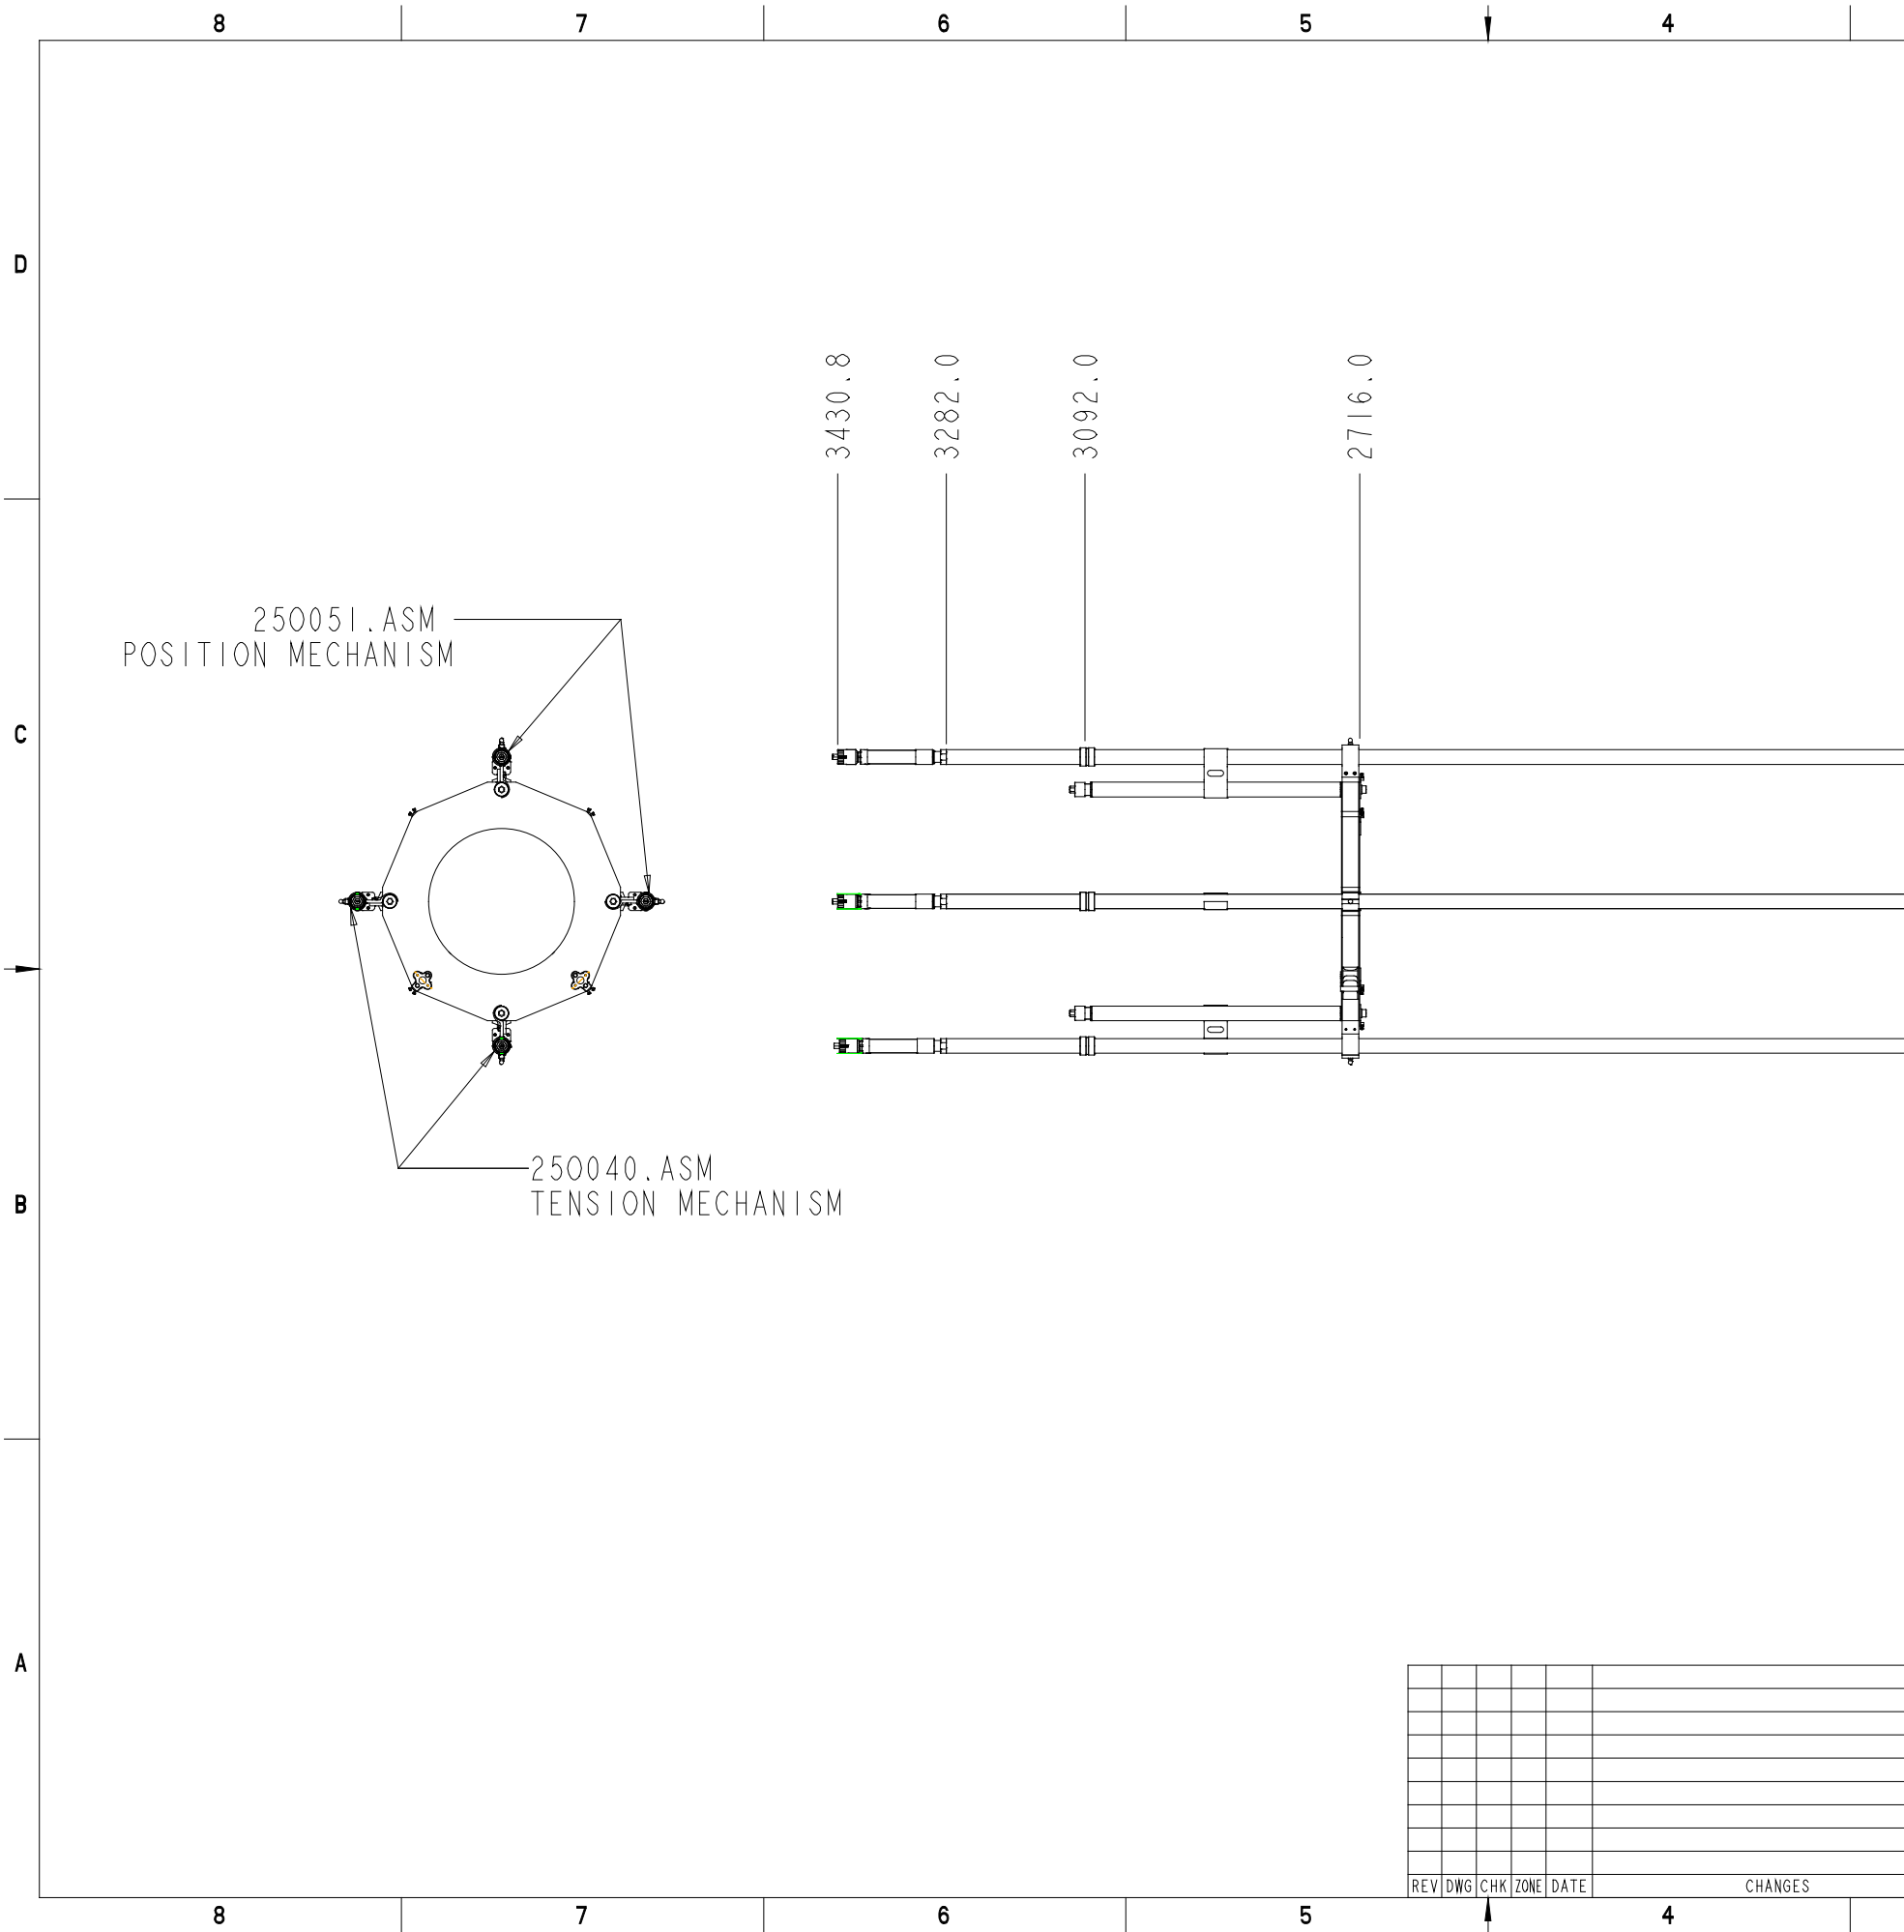 8 7 6 5 4
D
3430.8 3282.0 3092.0 2716.0
250051.ASM
POSITION MECHANISM
C
250040.ASM
TENSION MECHANISM
B
A
REV DWG CHK ZONE DATE CHANGES
8 7 6 5 4